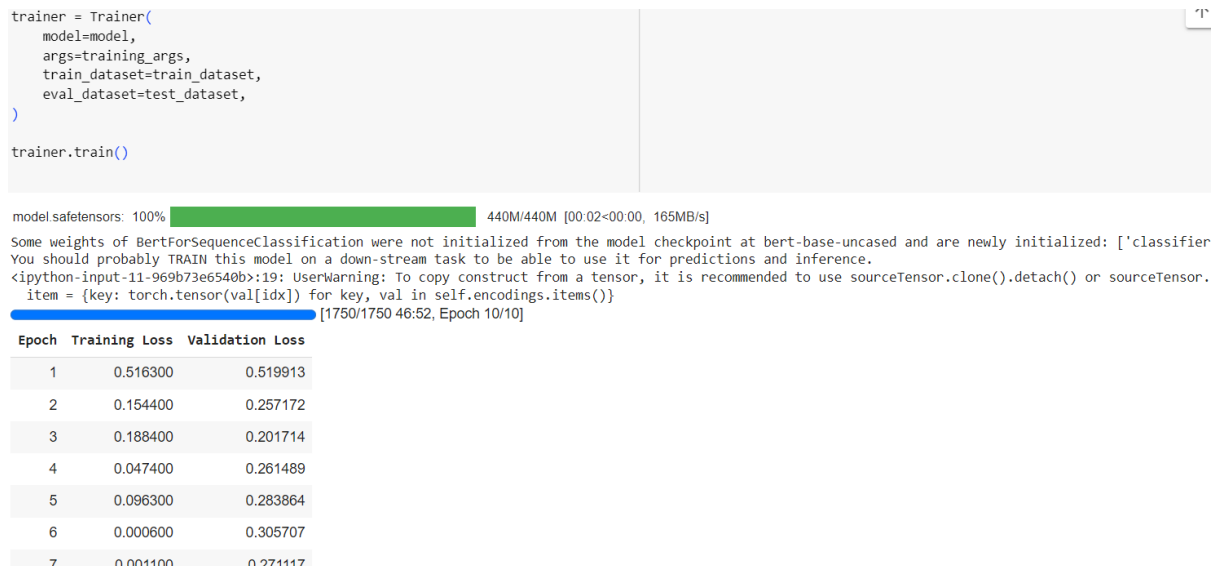 trainer = Trainer(
    model=model,
    args=training_args,
    train_dataset=train_dataset,
    eval_dataset=test_dataset,
)
trainer.train()
model.safetensors: 100% 440M/440M [00:02<00:00, 165MB/s]
Some weights of BertForSequenceClassification were not initialized from the model checkpoint at bert-base-uncased and are newly initialized: ['classifier
You should probably TRAIN this model on a down-stream task to be able to use it for predictions and inference.
<ipython-input-11-969b73e6540b>:19: UserWarning: To copy construct from a tensor, it is recommended to use sourceTensor.clone().detach() or sourceTensor.
  item = {key: torch.tensor(val[idx]) for key, val in self.encodings.items()}
[1750/1750 46:52, Epoch 10/10]
Epoch Training Loss Validation Loss
1 0.516300 0.519913
2 0.154400 0.257172
3 0.188400 0.201714
4 0.047400 0.261489
5 0.096300 0.283864
6 0.000600 0.305707
7 0.001100 0.271117